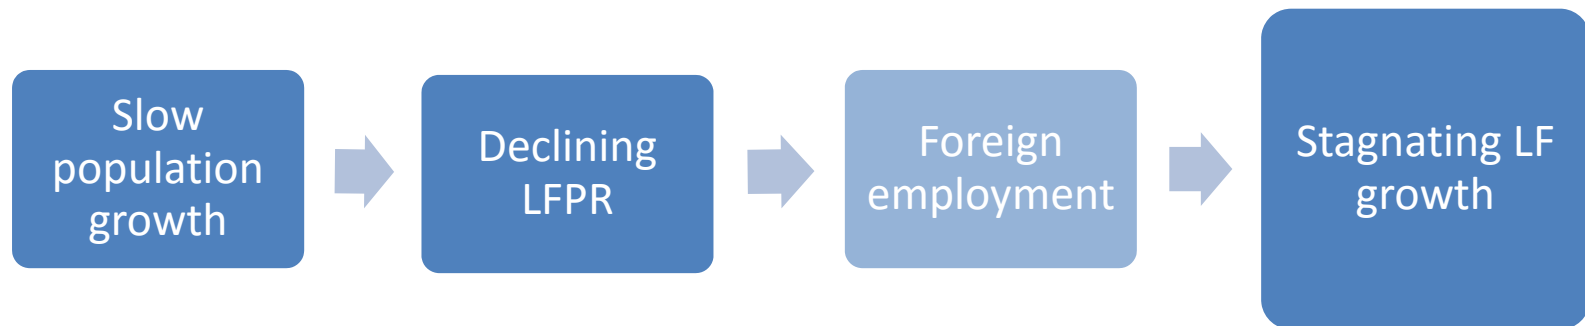 Slow
population
growth
Declining
LFPR
Foreign
employment
Stagnating LF
growth